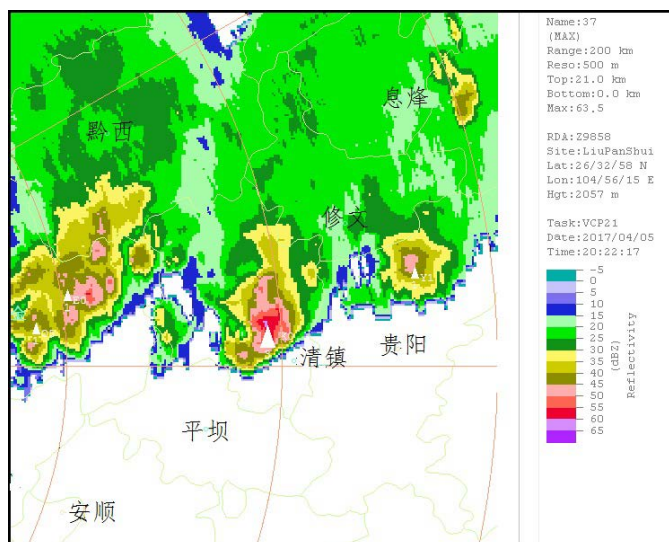 Name:37
(MAX)
Range:200 km
Reso:500 m
Top:21.0 km
Bottom:0.0 km
Max:63.5
RDA:Z9858
Site:LiuPanShui
Lat:26/32/58 N
Lon:104/56/15 E
Hgt:2057 m
Task:VCP21
Date:2017/04/05
Time:20:22:17
-5
0
5
10
15
20
25
30
35
40
45
50
55
60
65
Reflectivity
(dBZ)
息烽
黔西
修文
Y1
清镇
贵阳
平坝
安顺